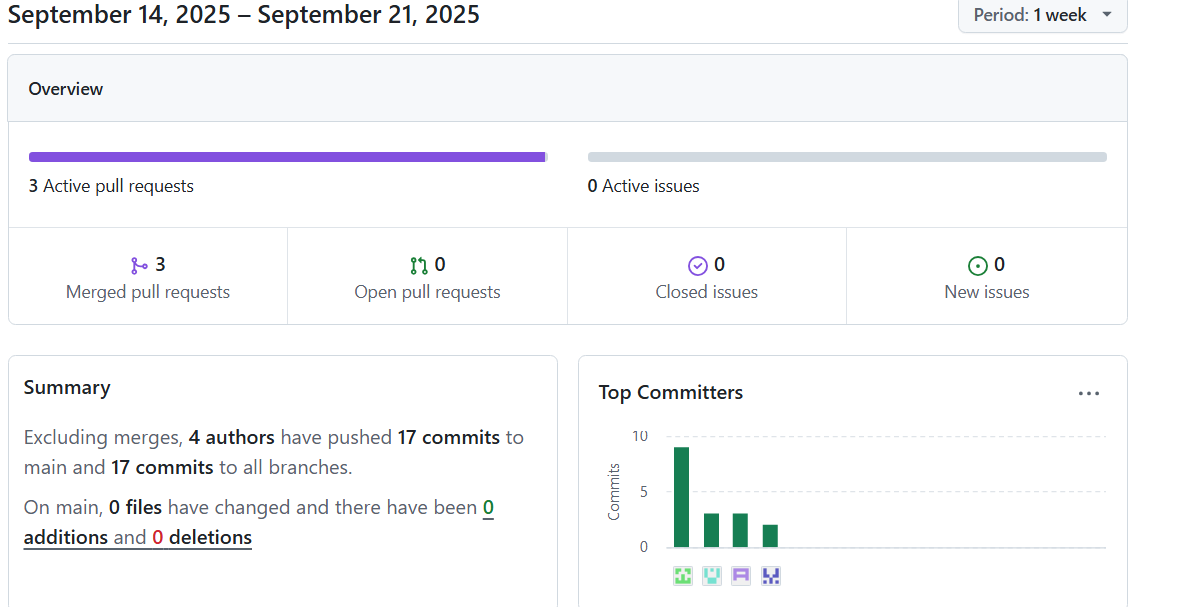 September 14, 2025 – September 21, 2025
Period: 1 week
Overview
3 Active pull requests
0 Active issues
3
Merged pull requests
0
Open pull requests
0
Closed issues
0
New issues
Summary
Excluding merges, 4 authors have pushed 17 commits to
main and 17 commits to all branches.
On main, 0 files have changed and there have been 0
additions and 0 deletions
Top Committers
Commits
10
5
0